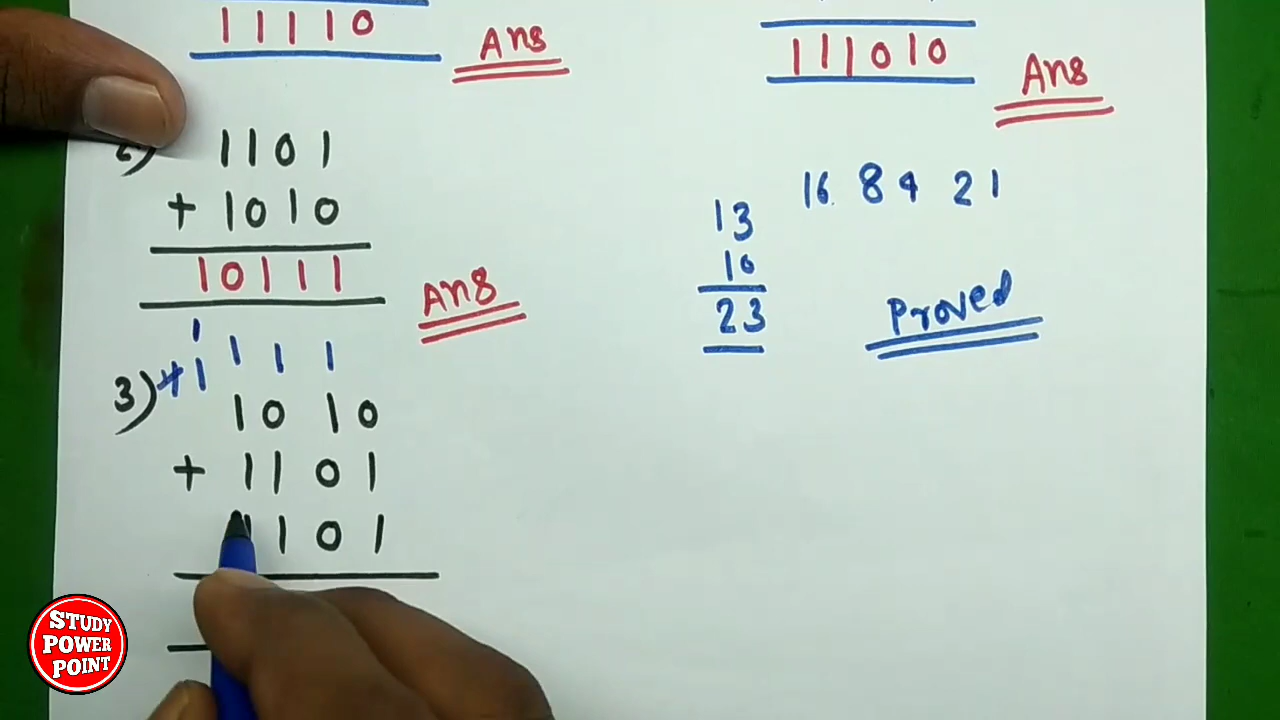 11110
Ans
111010
Ans
1101
+ 1010
10111
Ans
16 8 4 2 1
13
10
23
Proved
1
1 1 1 1
3)
1010
+ 1101
1101
STUDY
POWER
POINT